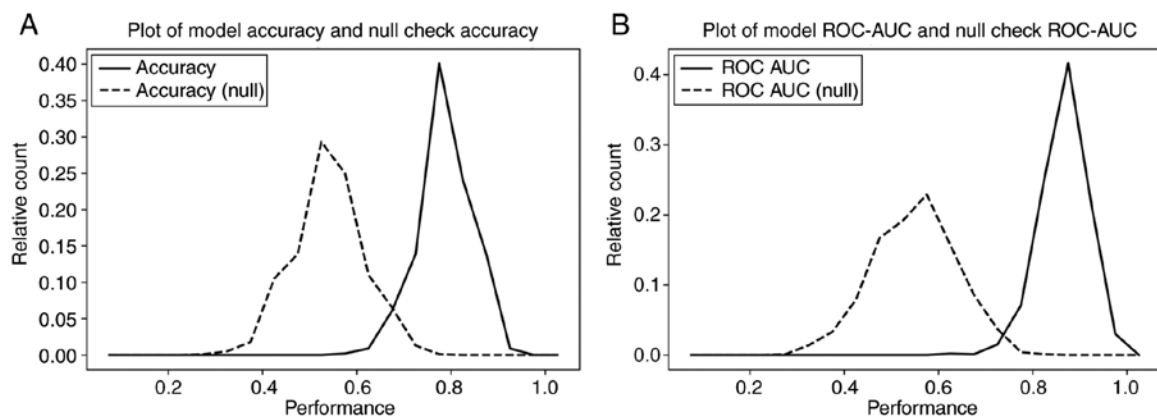 A
Plot of model accuracy and null check accuracy
Accuracy
Accuracy (null)
0.40
0.35
0.30
0.25
0.20
0.15
0.10
0.05
0.00
Relative count
0.2 0.4 0.6 0.8 1.0
Performance
B
Plot of model ROC-AUC and null check ROC-AUC
ROC AUC
ROC AUC (null)
0.4
0.3
0.2
0.1
0.0
Relative count
0.2 0.4 0.6 0.8 1.0
Performance